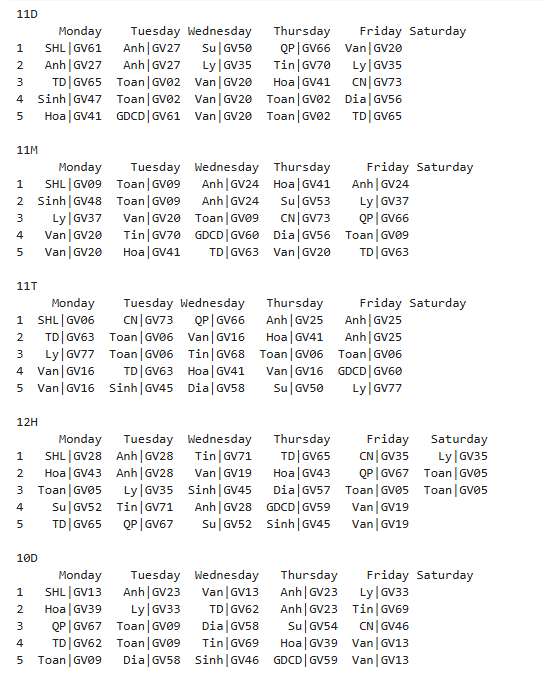 11D
Monday Tuesday Wednesday Thursday Friday Saturday
1 SHL|GV61 Anh|GV27 Su|GV50 QP|GV66 Van|GV20
2 Anh|GV27 Anh|GV27 Ly|GV35 Tin|GV70 Ly|GV35
3 TD|GV65 Toan|GV02 Van|GV20 Hoa|GV41 CN|GV73
4 Sinh|GV47 Toan|GV02 Van|GV20 Toan|GV02 Dia|GV56
5 Hoa|GV41 GDCD|GV61 Van|GV20 Toan|GV02 TD|GV65
11M
Monday Tuesday Wednesday Thursday Friday Saturday
1 SHL|GV09 Toan|GV09 Anh|GV24 Hoa|GV41 Anh|GV24
2 Sinh|GV48 Toan|GV09 Anh|GV24 Su|GV53 Ly|GV37
3 Ly|GV37 Van|GV20 Toan|GV09 CN|GV73 QP|GV66
4 Van|GV20 Tin|GV70 GDCD|GV60 Dia|GV56 Toan|GV09
5 Van|GV20 Hoa|GV41 TD|GV63 Van|GV20 TD|GV63
11T
Monday Tuesday Wednesday Thursday Friday Saturday
1 SHL|GV06 CN|GV73 QP|GV66 Anh|GV25 Anh|GV25
2 TD|GV63 Toan|GV06 Van|GV16 Hoa|GV41 Anh|GV25
3 Ly|GV77 Toan|GV06 Tin|GV68 Toan|GV06 Toan|GV06
4 Van|GV16 TD|GV63 Hoa|GV41 Van|GV16 GDCD|GV60
5 Van|GV16 Sinh|GV45 Dia|GV58 Su|GV50 Ly|GV77
12H
Monday Tuesday Wednesday Thursday Friday Saturday
1 SHL|GV28 Anh|GV28 Tin|GV71 TD|GV65 CN|GV35 Ly|GV35
2 Hoa|GV43 Anh|GV28 Van|GV19 Hoa|GV43 QP|GV67 Toan|GV05
3 Toan|GV05 Ly|GV35 Sinh|GV45 Dia|GV57 Toan|GV05 Toan|GV05
4 Su|GV52 Tin|GV71 Anh|GV28 GDCD|GV59 Van|GV19
5 TD|GV65 QP|GV67 Su|GV52 Sinh|GV45 Van|GV19
10D
Monday Tuesday Wednesday Thursday Friday Saturday
1 SHL|GV13 Anh|GV23 Van|GV13 Anh|GV23 Ly|GV33
2 Hoa|GV39 Ly|GV33 TD|GV62 Anh|GV23 Tin|GV69
3 QP|GV67 Toan|GV09 Dia|GV58 Su|GV54 CN|GV46
4 TD|GV62 Toan|GV09 Tin|GV69 Hoa|GV39 Van|GV13
5 Toan|GV09 Dia|GV58 Sinh|GV46 GDCD|GV59 Van|GV13